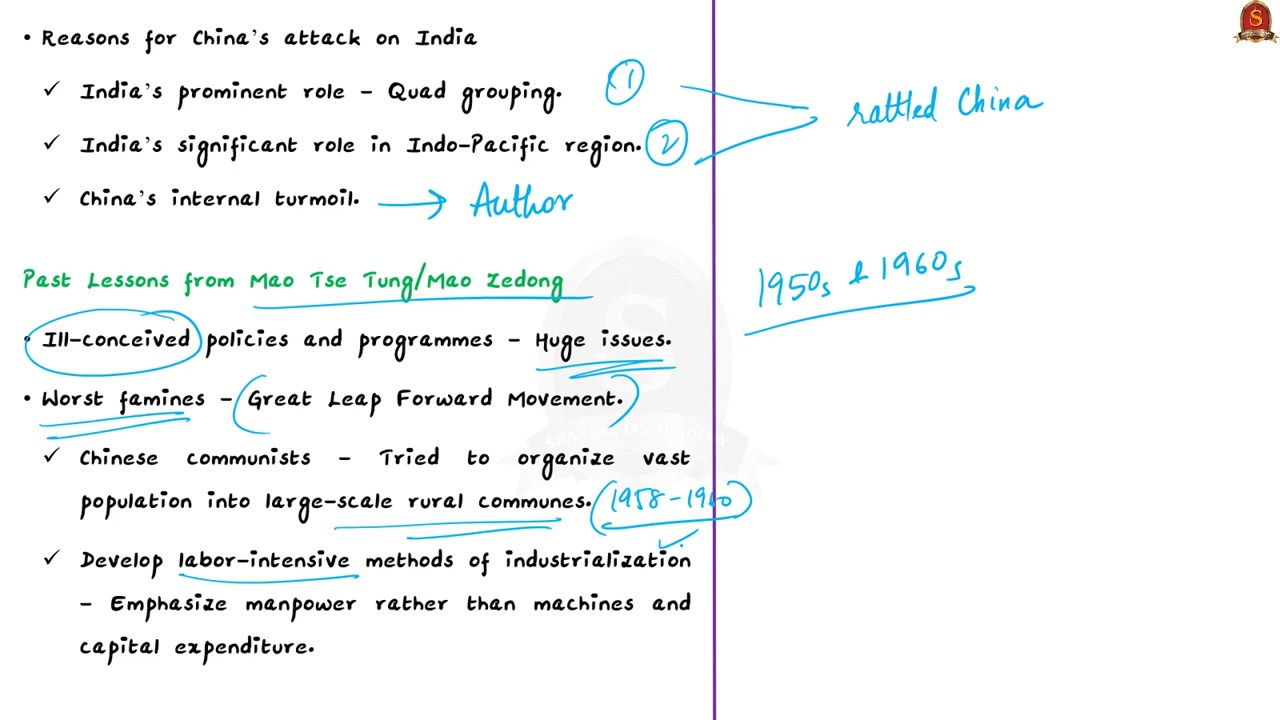 • Reasons for China's attack on India
✓ India's prominent role - Quad grouping. (1)
✓ India's significant role in Indo-Pacific region. (2)
rattled China
✓ China's internal turmoil. → Author
Past Lessons from Mao Tse Tung/Mao Zedong
1950s & 1960s
• Ill-conceived policies and programmes - Huge issues.
• Worst famines - (Great Leap Forward Movement.)
✓ Chinese communists - Tried to organize vast
population into large-scale rural communes. (1958-1960)
✓ Develop labor-intensive methods of industrialization
- Emphasize manpower rather than machines and
capital expenditure.
SHANKAR IAS ACADEMY